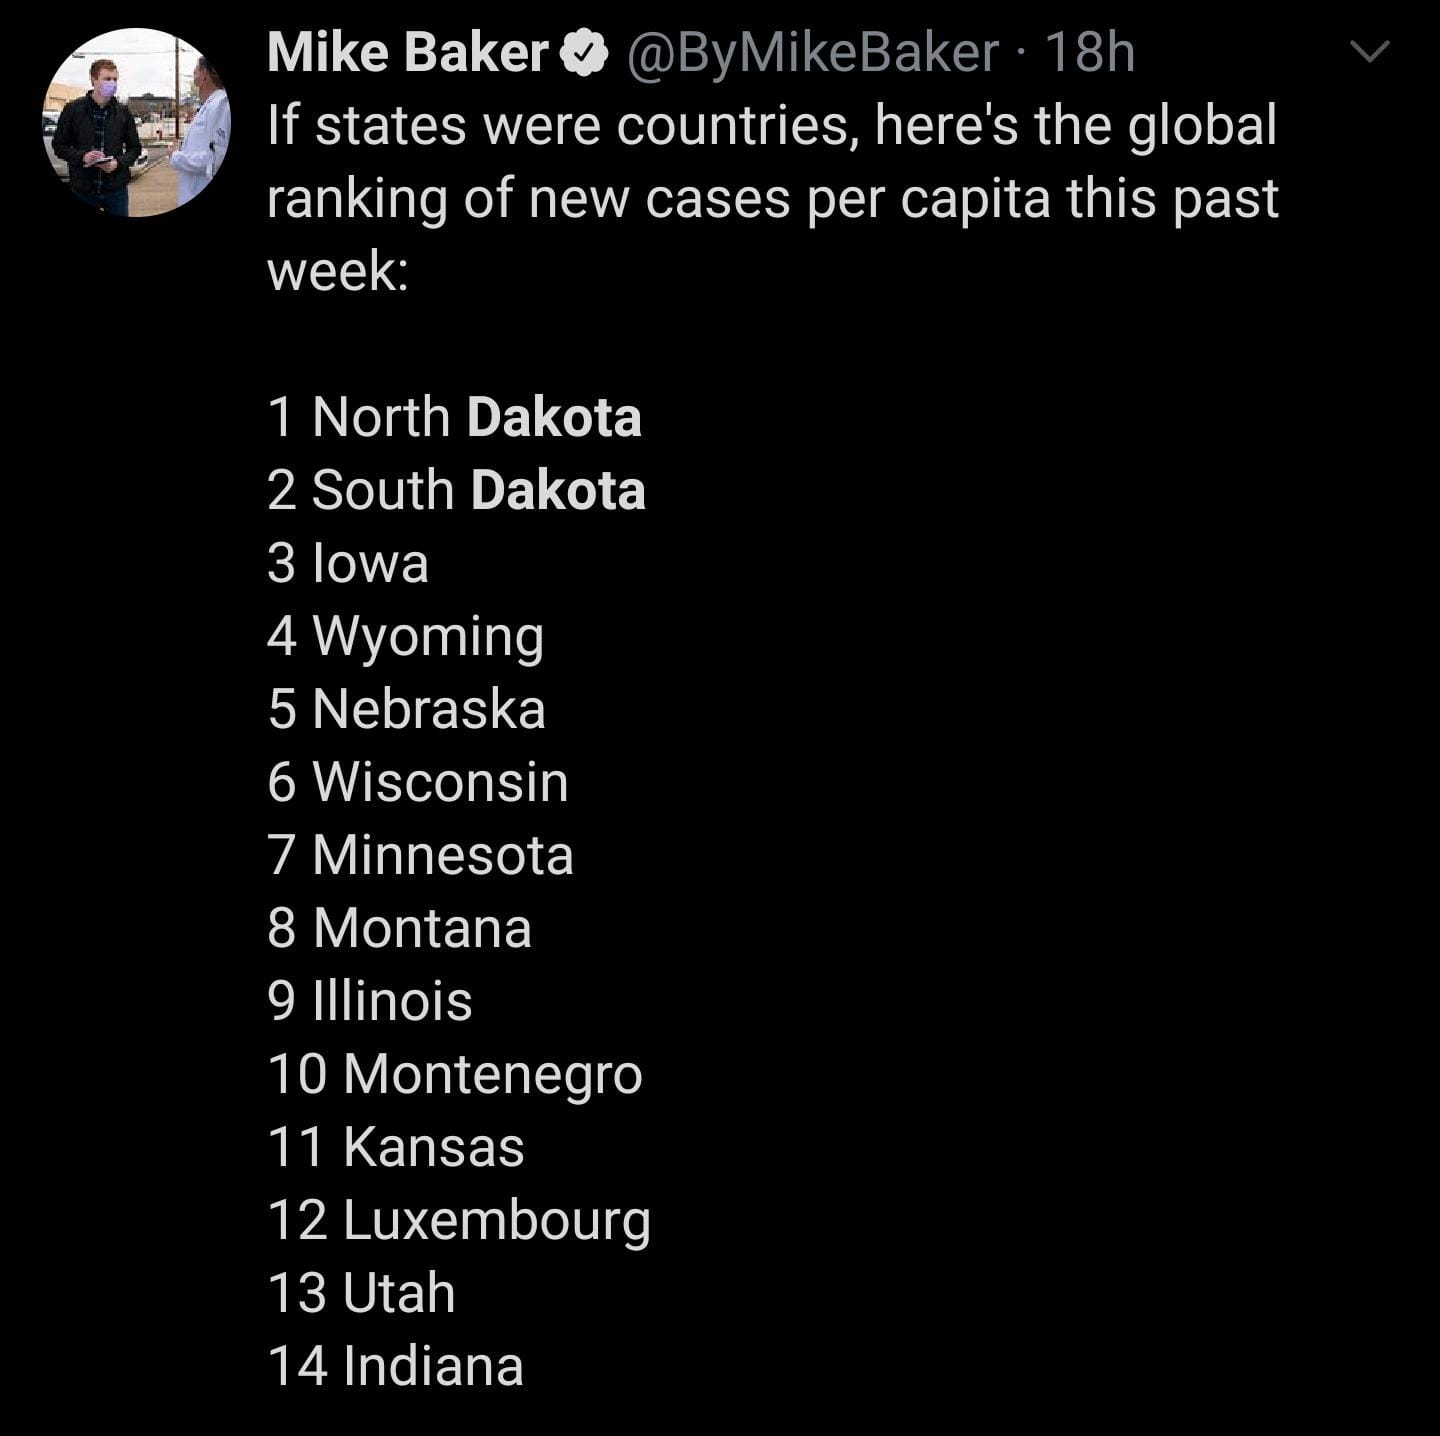 Mike Baker @ByMikeBaker · 18h
If states were countries, here's the global
ranking of new cases per capita this past
week:
1 North Dakota
2 South Dakota
3 Iowa
4 Wyoming
5 Nebraska
6 Wisconsin
7 Minnesota
8 Montana
9 Illinois
10 Montenegro
11 Kansas
12 Luxembourg
13 Utah
14 Indiana